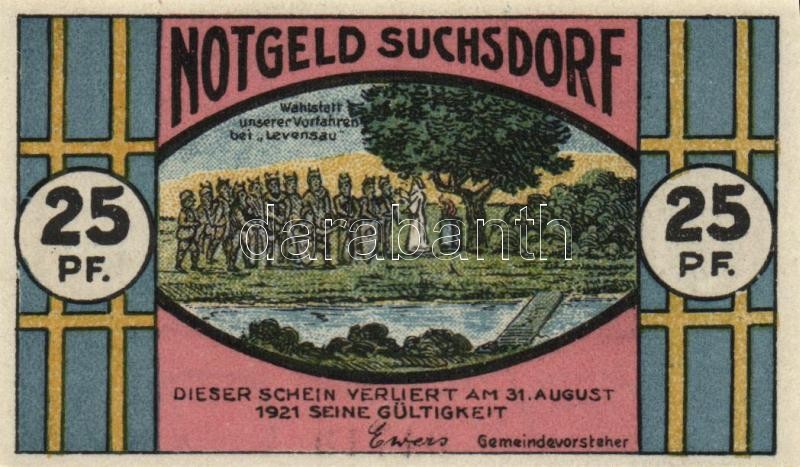 NOTGELD SUCHSDORF
Wahlstatt
unserer Vorfahren
bei „Levensau"
25
PF.
25
PF.
darabanth
DIESER SCHEIN VERLIERT AM 31. AUGUST
1921 SEINE GÜLTIGKEIT
Ewers Gemeindevorsteher